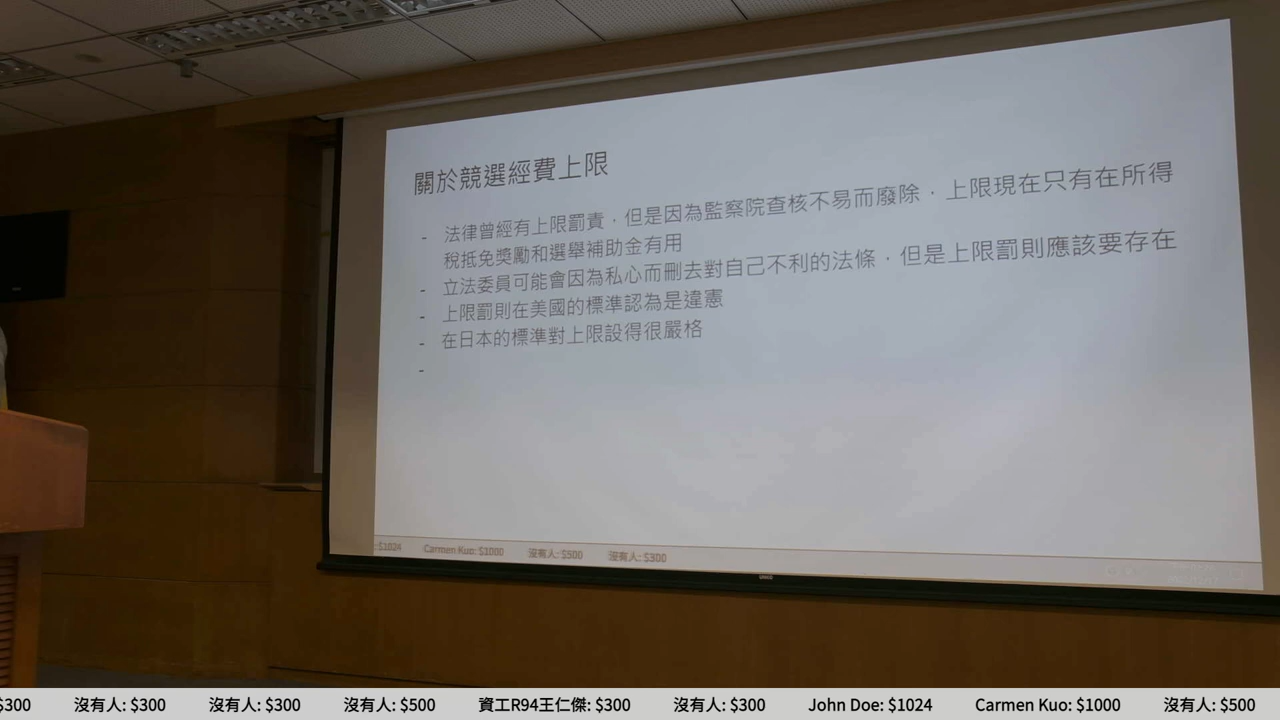 關於競選經費上限
- 法律曾經有上限罰責，但是因為監察院查核不易而廢除，上限現在只有在所得
稅抵免獎勵和選舉補助金有用
- 立法委員可能會因為私心而刪去對自己不利的法條，但是上限罰則應該要存在
- 上限罰則在美國的標準認為是違憲
- 在日本的標準對上限設得很嚴格
-
: $1024 Carmen Kuo: $1000 沒有人: $500 沒有人: $300
$300 沒有人: $300 沒有人: $300 沒有人: $500 資工R94王仁傑: $300 沒有人: $300 John Doe: $1024 Carmen Kuo: $1000 沒有人: $500